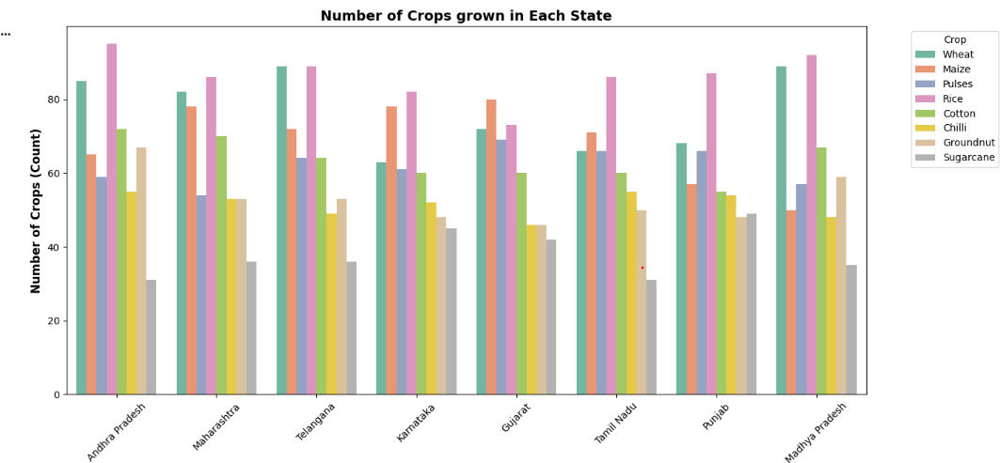 Number of Crops grown in Each State
...
Number of Crops (Count)
80
60
40
20
0
Andhra Pradesh
Maharashtra
Telangana
Karnataka
Gujarat
Tamil Nadu
Punjab
Madhya Pradesh
Crop
Wheat
Maize
Pulses
Rice
Cotton
Chilli
Groundnut
Sugarcane